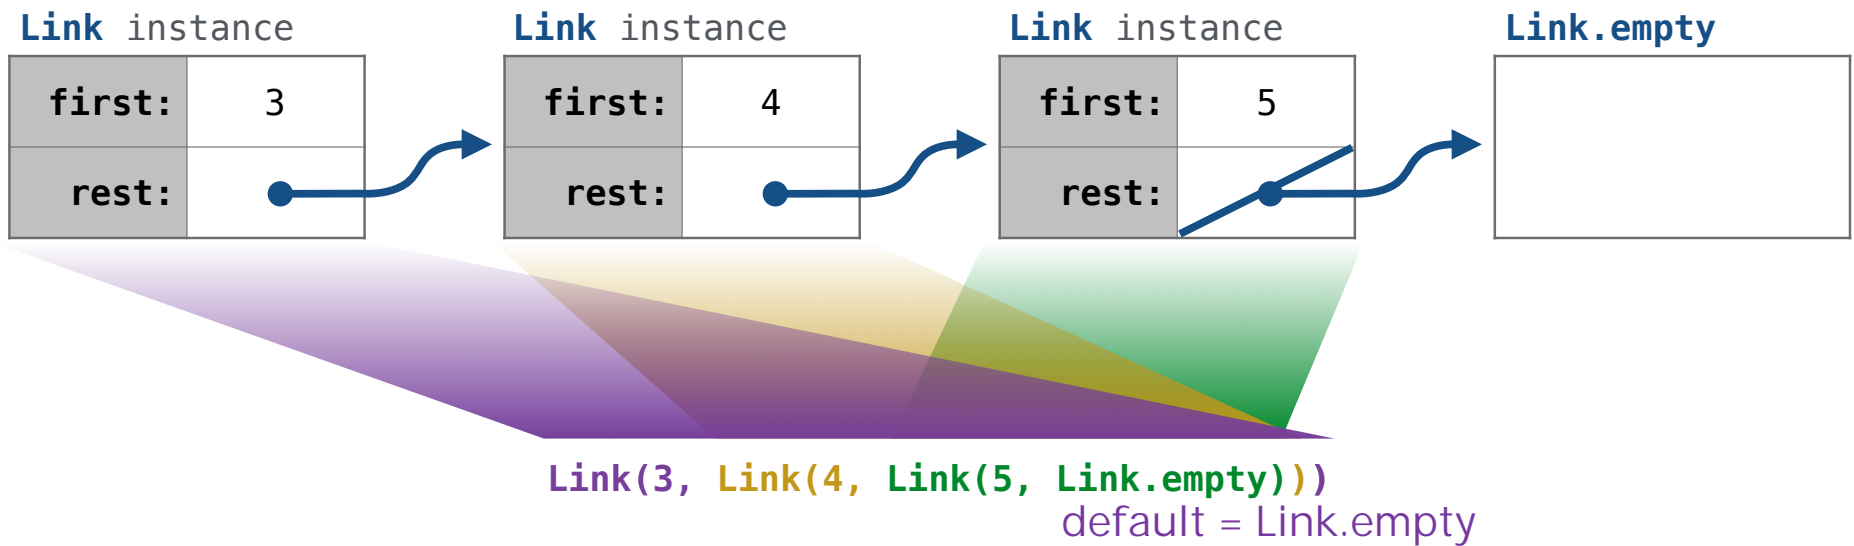 Link instance Link instance Link instance Link.empty
first: 3 first: 4 first: 5
rest: rest: rest:
Link(3, Link(4, Link(5, Link.empty)))
default = Link.empty